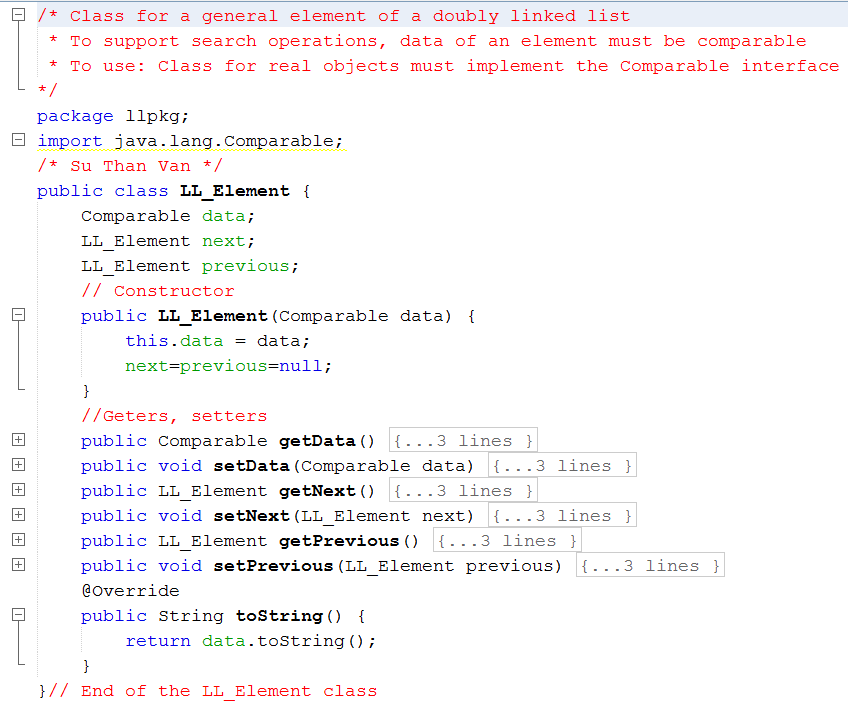 /* Class for a general element of a doubly linked list
 * To support search operations, data of an element must be comparable
 * To use: Class for real objects must implement the Comparable interface
*/
package llpkg;
import java.lang.Comparable;
/* Su Than Van */
public class LL_Element {
    Comparable data;
    LL_Element next;
    LL_Element previous;
    // Constructor
    public LL_Element(Comparable data) {
        this.data = data;
        next=previous=null;
    }
    //Geters, setters
    public Comparable getData() {...3 lines }
    public void setData(Comparable data) {...3 lines }
    public LL_Element getNext() {...3 lines }
    public void setNext(LL_Element next) {...3 lines }
    public LL_Element getPrevious() {...3 lines }
    public void setPrevious(LL_Element previous) {...3 lines }
    @Override
    public String toString() {
        return data.toString();
    }
}// End of the LL_Element class